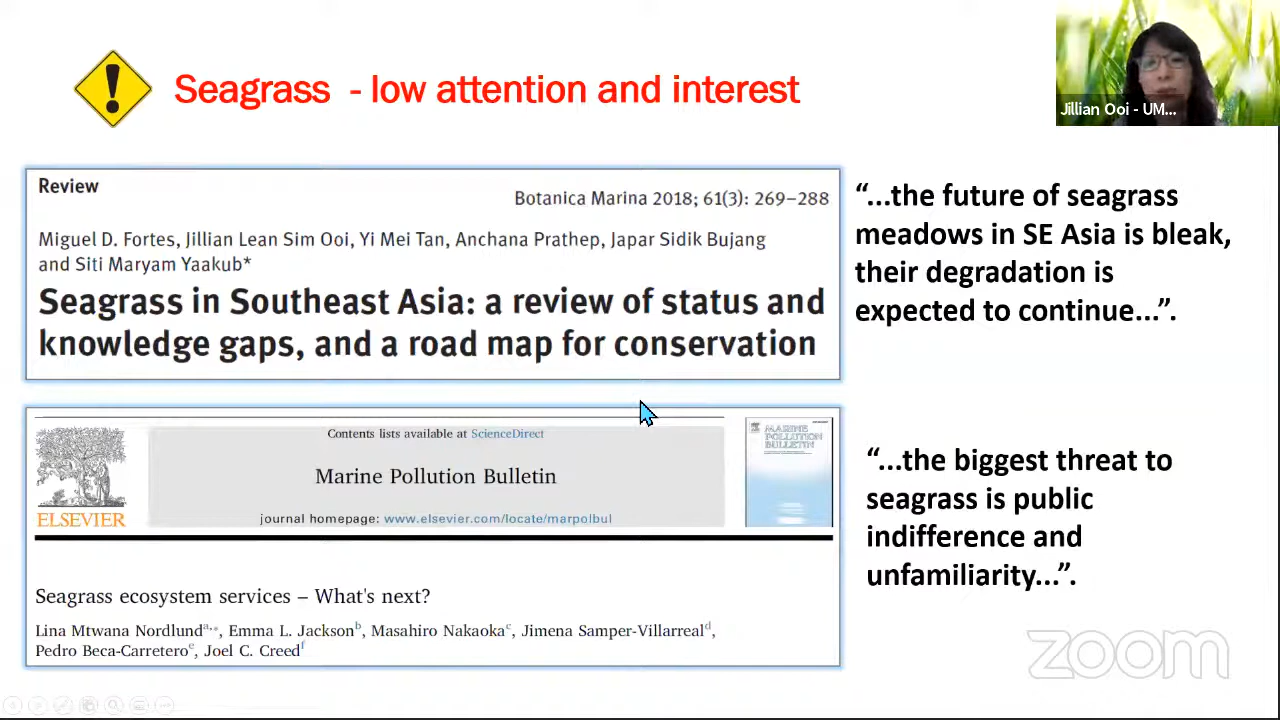 Seagrass - low attention and interest
Jillian Ooi - UM...
Review
Botanica Marina 2018; 61(3): 269–288
Miguel D. Fortes, Jillian Lean Sim Ooi, Yi Mei Tan, Anchana Prathep, Japar Sidik Bujang
and Siti Maryam Yaakub*
Seagrass in Southeast Asia: a review of status and
knowledge gaps, and a road map for conservation
“...the future of seagrass
meadows in SE Asia is bleak,
their degradation is
expected to continue...”.
Contents lists available at ScienceDirect
Marine Pollution Bulletin
journal homepage: www.elsevier.com/locate/marpolbul
ELSEVIER
MARINE
POLLUTION
BULLETIN
Seagrass ecosystem services – What's next?
Lina Mtwana Nordlund a,*, Emma L. Jackson b, Masahiro Nakaoka c, Jimena Samper-Villarreal d,
Pedro Beca-Carretero e, Joel C. Creed f
“...the biggest threat to
seagrass is public
indifference and
unfamiliarity...”.
zoom